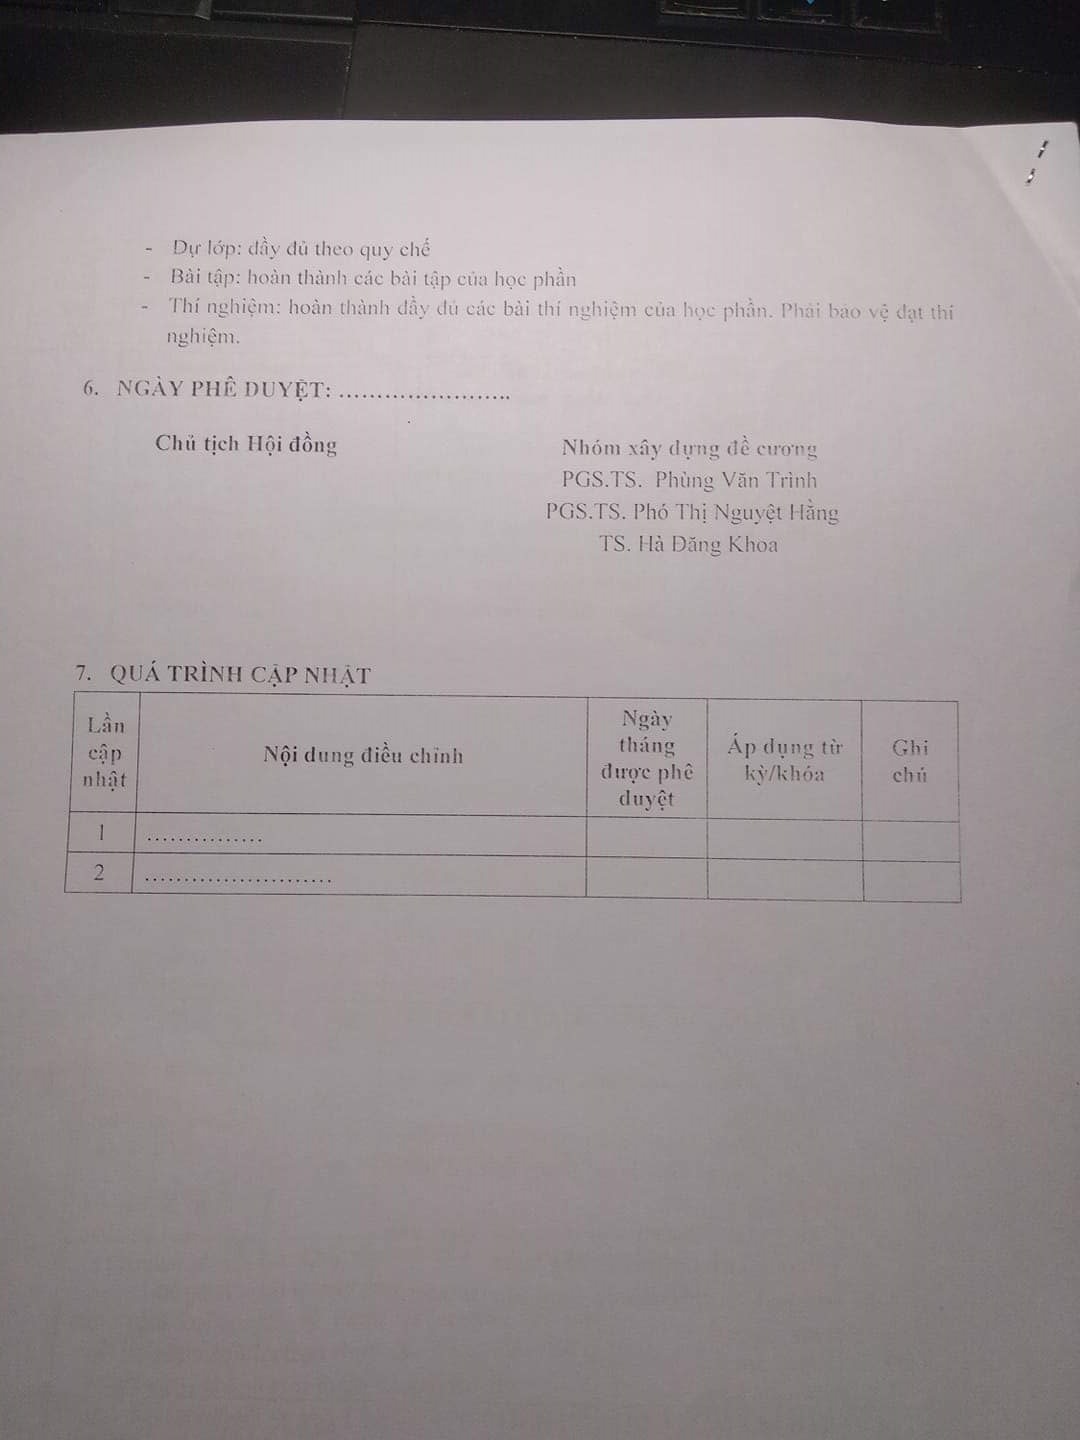 - Dự lớp: đầy đủ theo quy chế
- Bài tập: hoàn thành các bài tập của học phần
- Thí nghiệm: hoàn thành đầy đủ các bài thí nghiệm của học phần. Phải bảo vệ đạt thí
nghiệm.
6. NGÀY PHÊ DUYỆT: ........................
Chủ tịch Hội đồng
Nhóm xây dựng đề cương
PGS.TS. Phùng Văn Trình
PGS.TS. Phó Thị Nguyệt Hằng
TS. Hà Đăng Khoa
7. QUÁ TRÌNH CẬP NHẬT
Lần
cập
nhật
Nội dung điều chỉnh
Ngày
tháng
được phê
duyệt
Áp dụng từ
kỳ/khóa
Ghi
chú
1 ...............
2 ........................